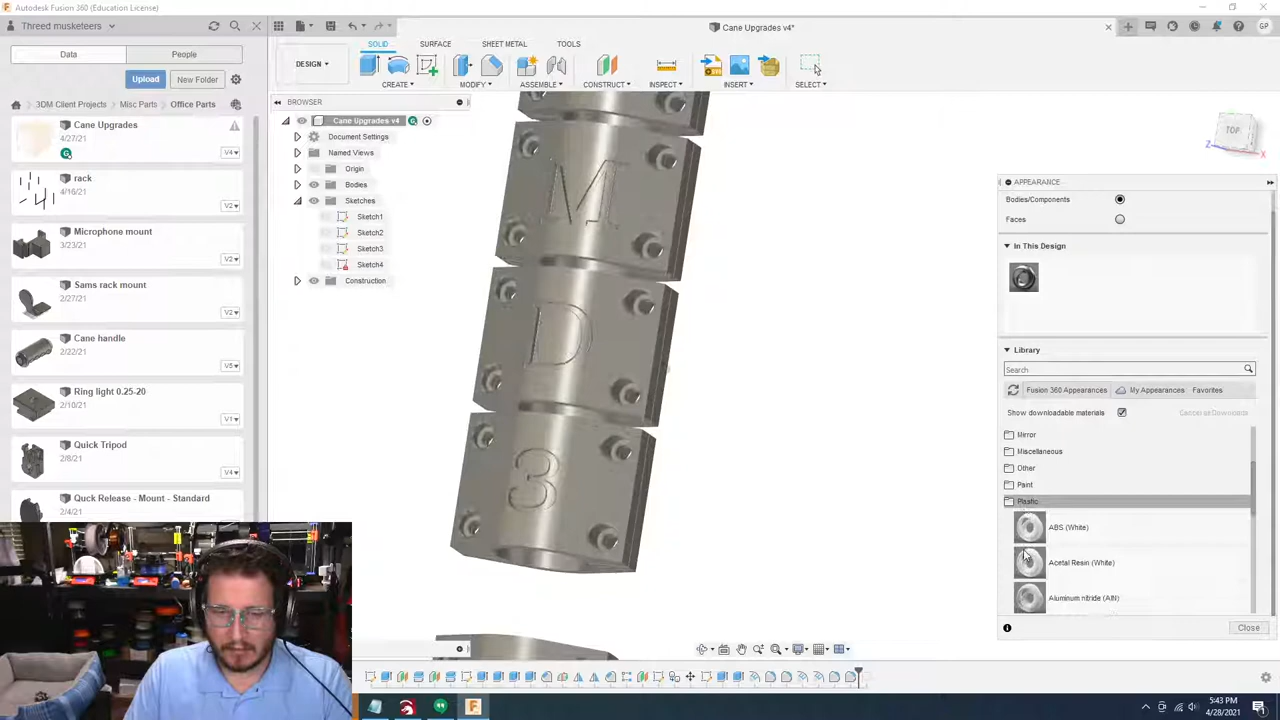 Autodesk Fusion 360 (Education License)
Thired musketeers
Cane Upgrades v4*
GP
Data
People
Upload
New Folder
3DM Client Projects > Misc Parts > Office Parts
Cane Upgrades
4/27/21
V4
rack
4/16/21
V2
Microphone mount
3/23/21
V2
Sams rack mount
2/27/21
V2
Cane handle
2/22/21
V5
Ring light 0.25-20
2/10/21
V1
Quick Tripod
2/8/21
V4
Quck Release - Mount - Standard
2/4/21
DESIGN
SOLID
SURFACE
SHEET METAL
TOOLS
CREATE
MODIFY
ASSEMBLE
CONSTRUCT
INSPECT
INSERT
SELECT
BROWSER
Cane Upgrades v4
Document Settings
Named Views
Origin
Bodies
Sketches
Sketch1
Sketch2
Sketch3
Sketch4
Construction
M
D
3
TOP
Z
X
APPEARANCE
Bodies/Components
Faces
In This Design
Library
Search
Fusion 360 Appearances
My Appearances
Favorites
Show downloadable materials
Cancel all Downloads
Mirror
Miscellaneous
Other
Paint
Plastic
ABS (White)
Acetal Resin (White)
Aluminum nitride (AlN)
Close
5:43 PM
4/28/2021